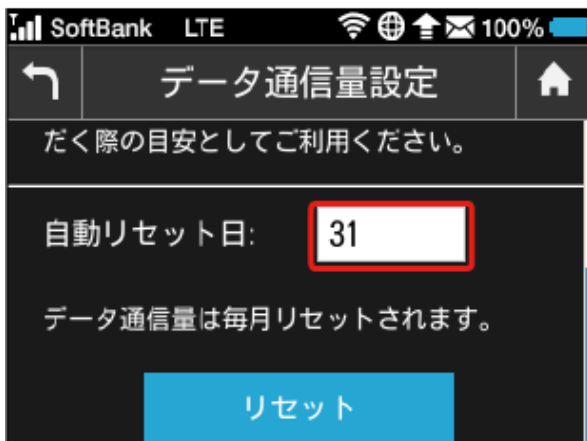 SoftBank LTE 100%
データ通信量設定
だく際の目安としてご利用ください。
自動リセット日: 31
データ通信量は毎月リセットされます。
リセット